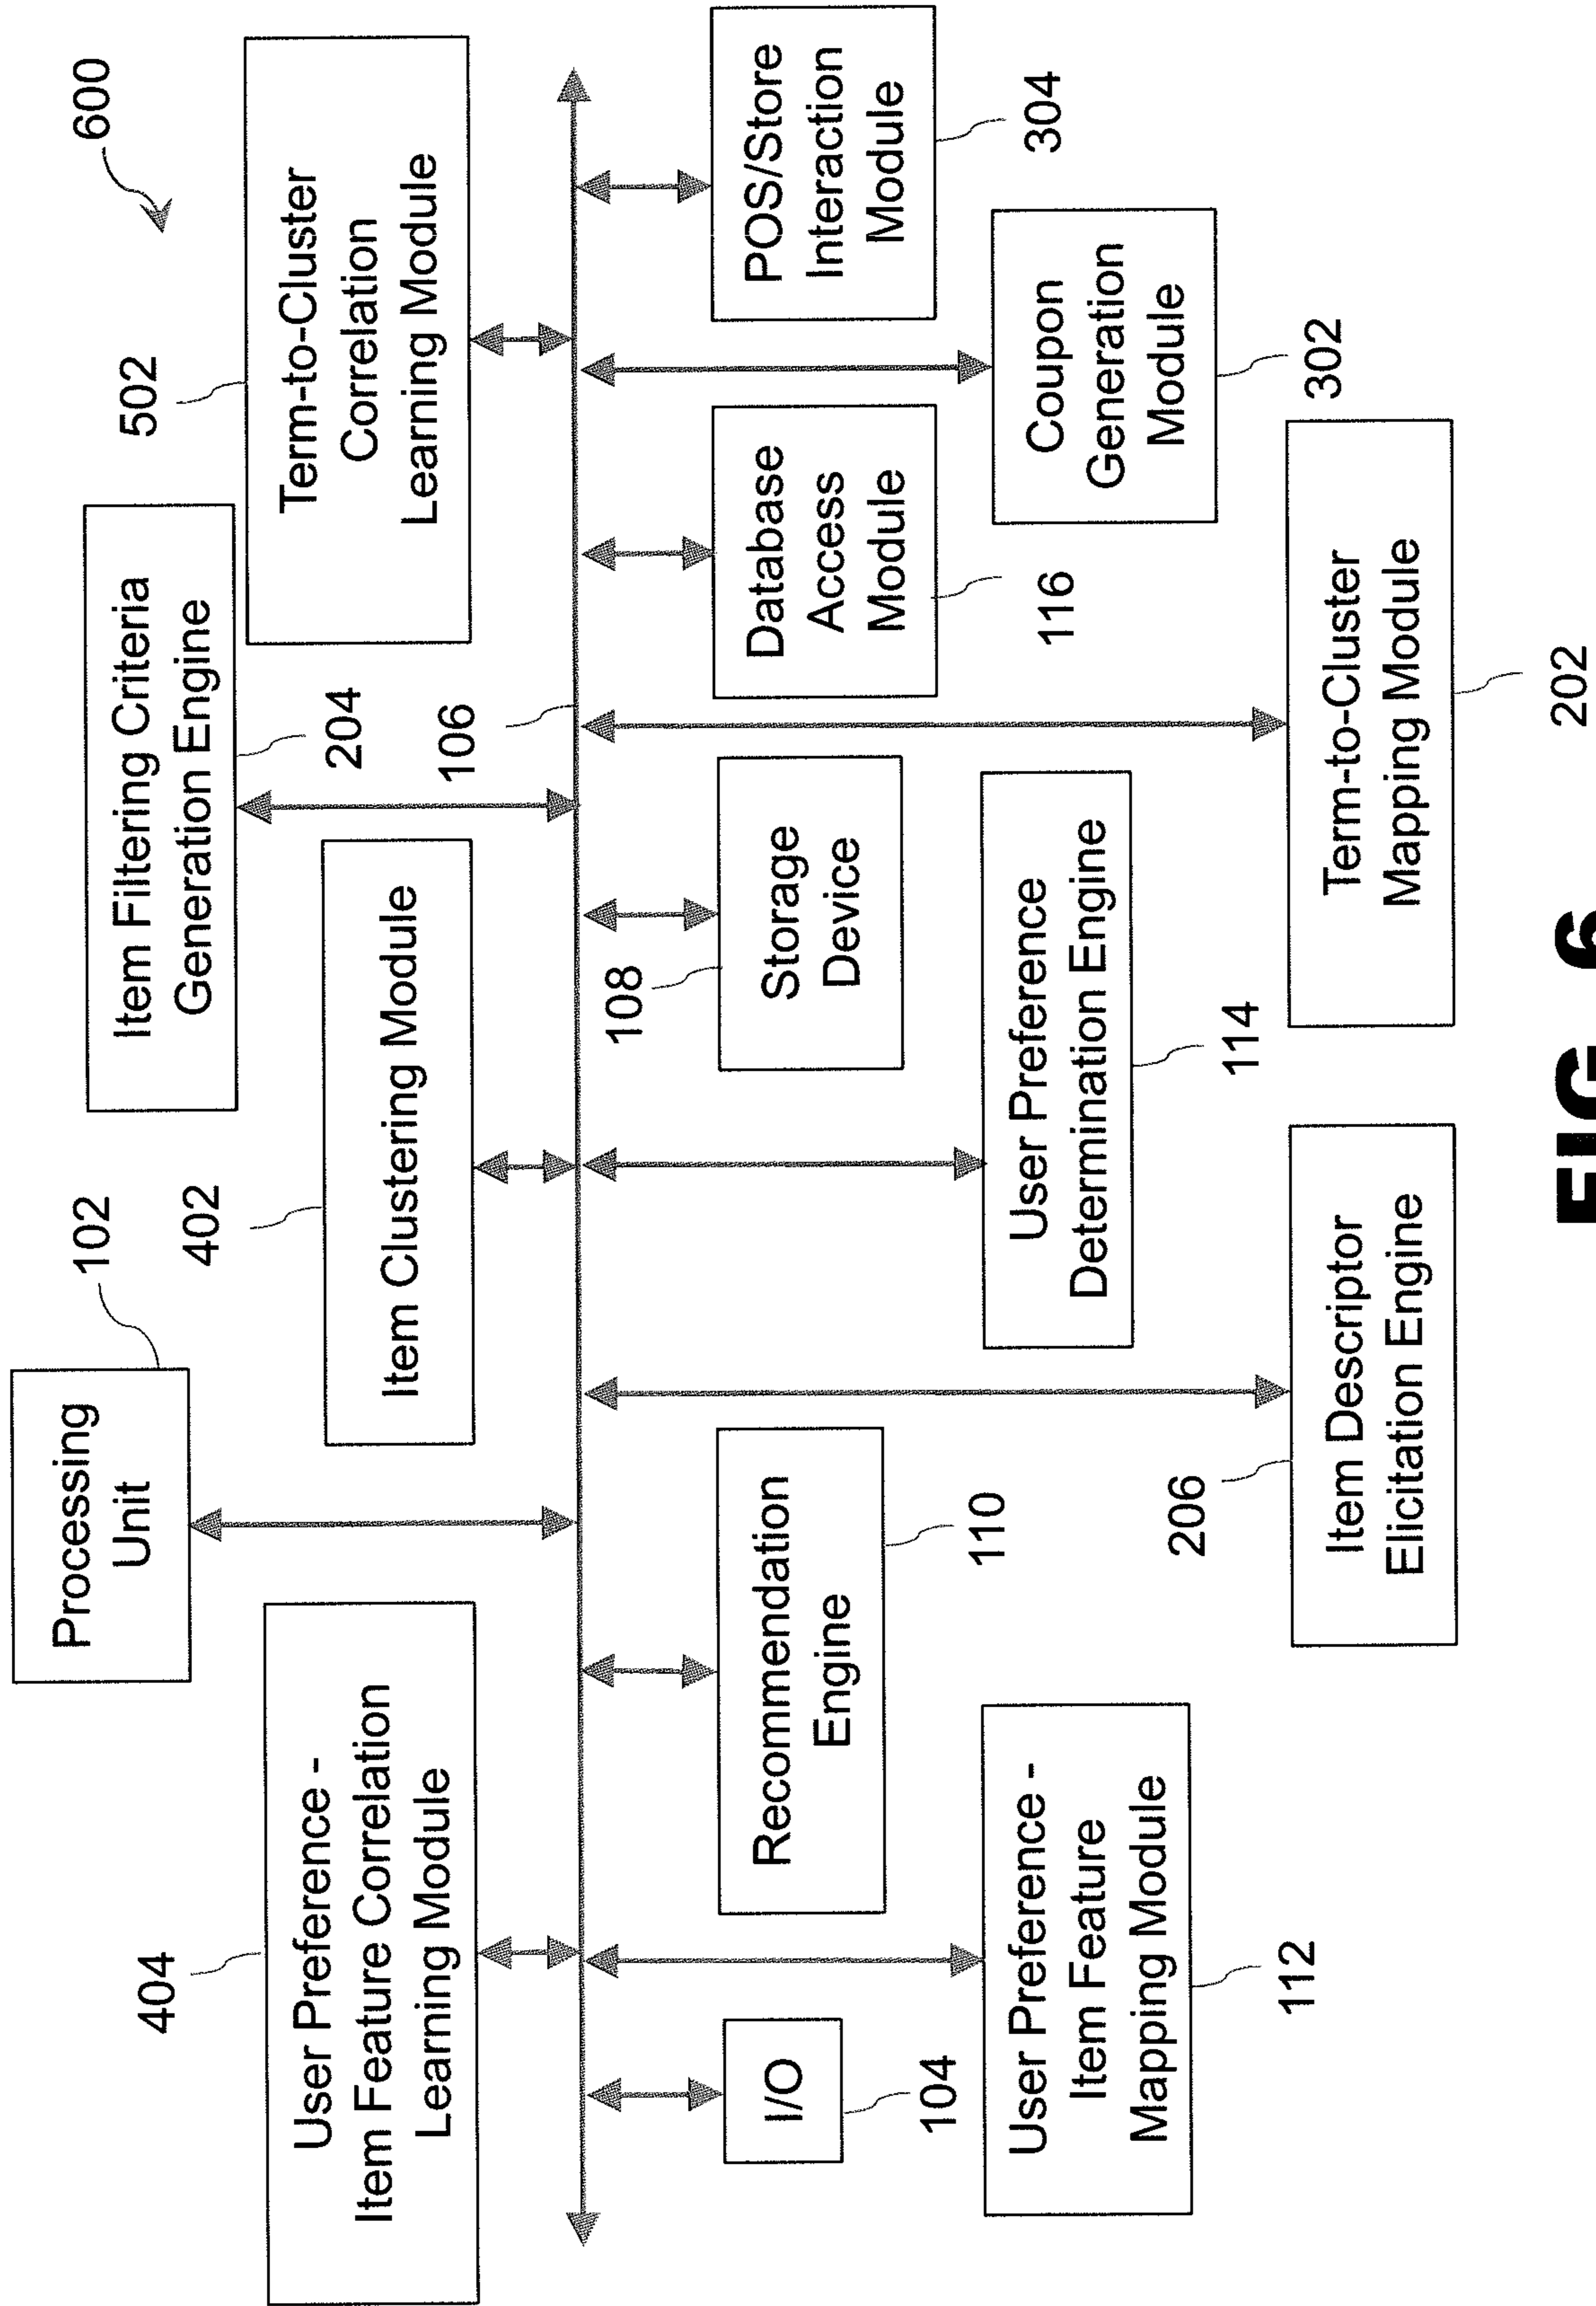 600
Processing
Unit
102
Item Filtering Criteria
Generation Engine
204
User Preference -
Item Feature Correlation
Learning Module
404
Item Clustering Module
402
Term-to-Cluster
Correlation
Learning Module
502
106
I/O
104
Recommendation
Engine
110
Storage
Device
108
Database
Access
Module
116
POS/Store
Interaction
Module
304
User Preference -
Item Feature
Mapping Module
112
User Preference
Determination Engine
114
Coupon
Generation
Module
302
Item Descriptor
Elicitation Engine
206
Term-to-Cluster
Mapping Module
202
FIG. 6